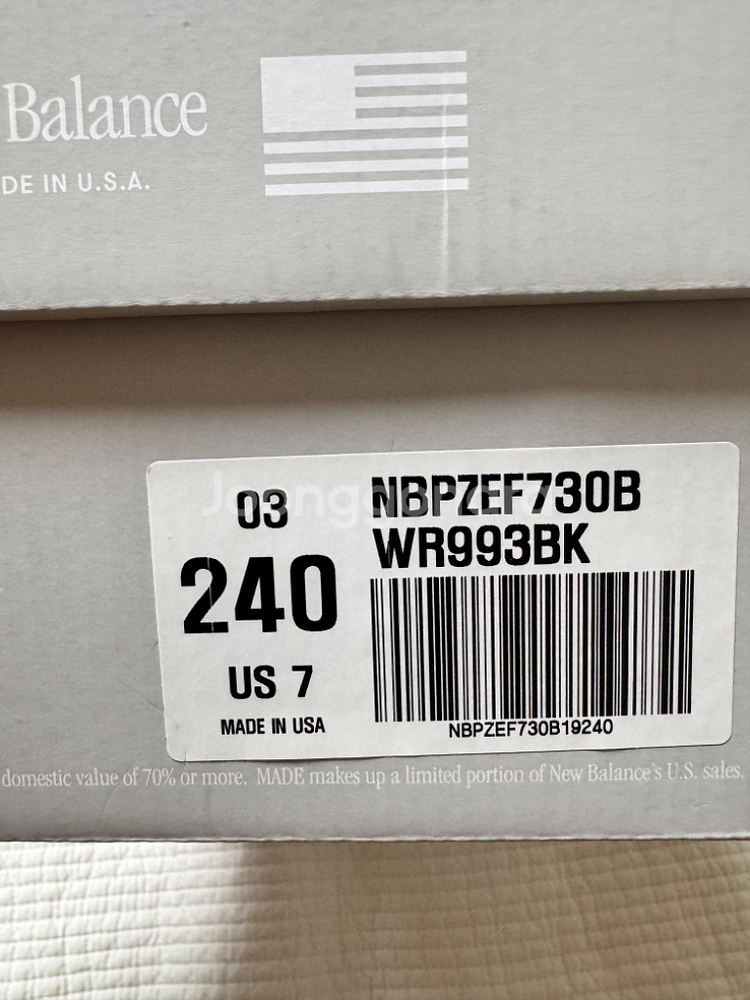 Balance
DE IN U.S.A.
03
240
US 7
MADE IN USA
NBPZEF730B
WR993BK
NBPZEF730B19240
domestic value of 70% or more. MADE makes up a limited portion of New Balance's U.S. sales.